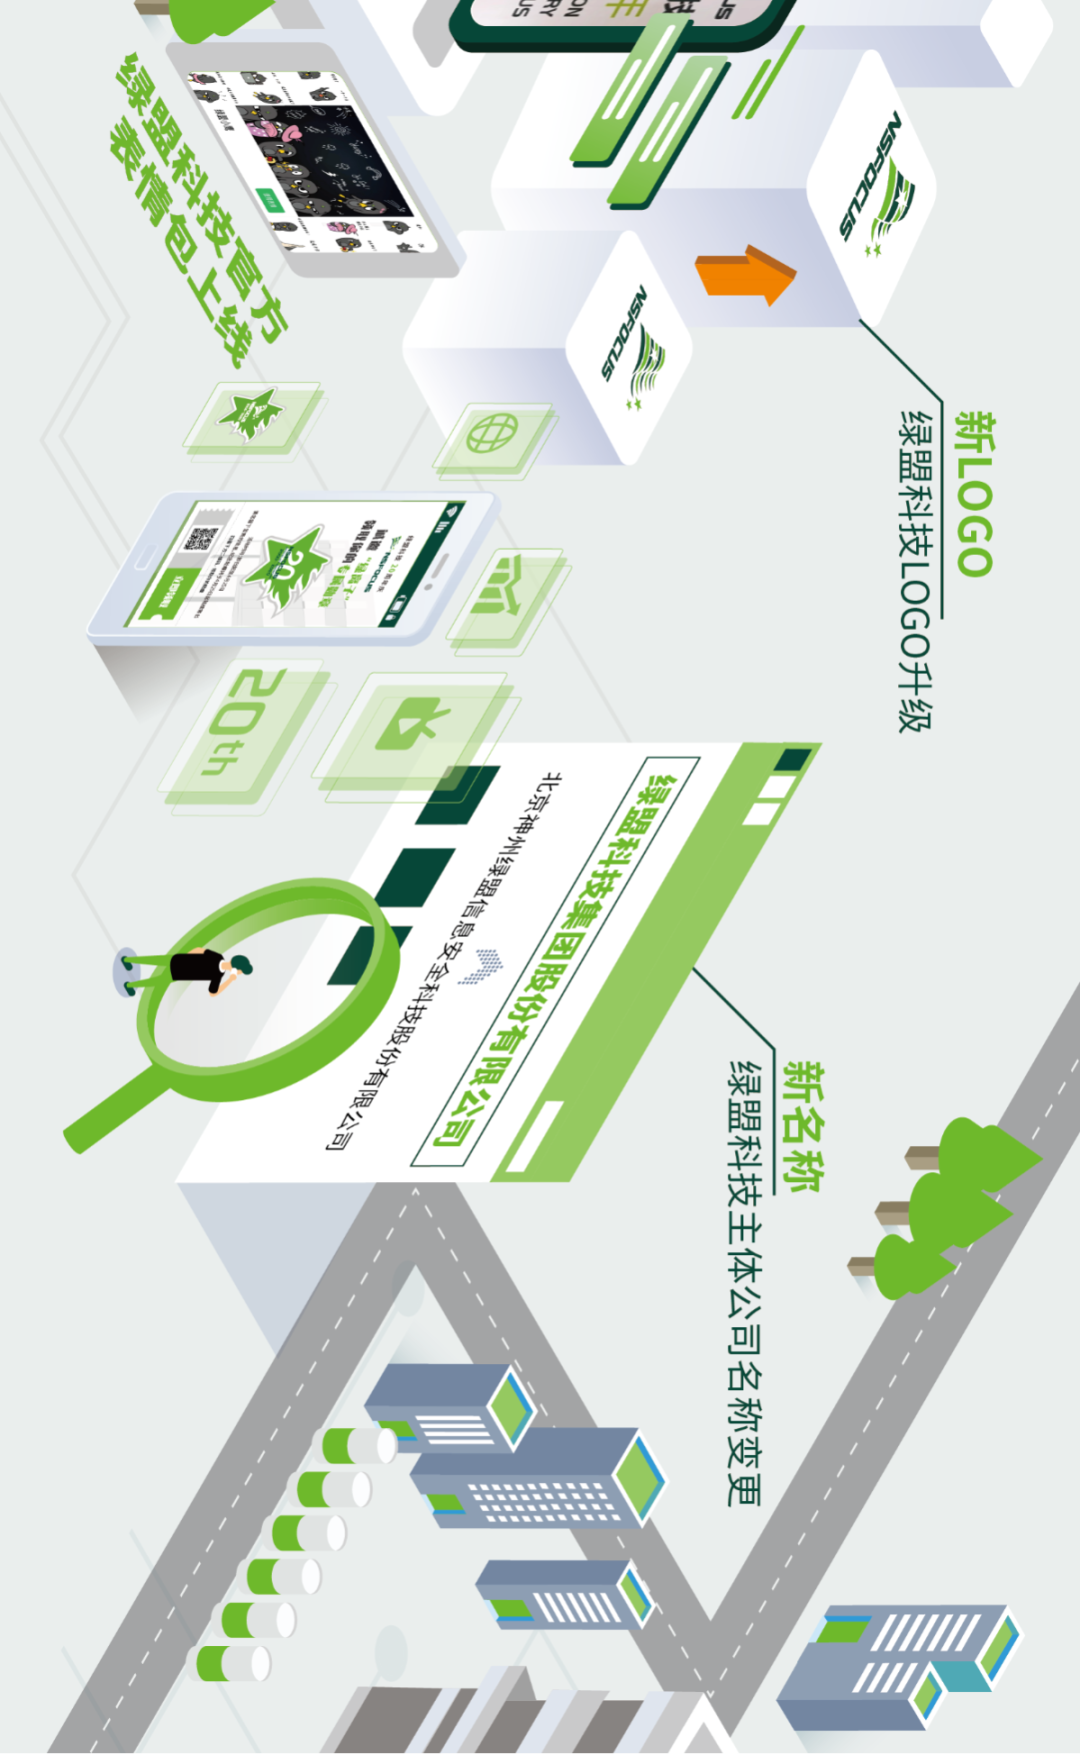 新LOGO
绿盟科技LOGO升级
NSFOCUS
NSFOCUS
绿盟科技官方
表情包上线
20
NSFOCUS
20th
新名称
绿盟科技主体公司名称变更
绿盟科技集团股份有限公司
北京神州绿盟信息安全科技股份有限公司